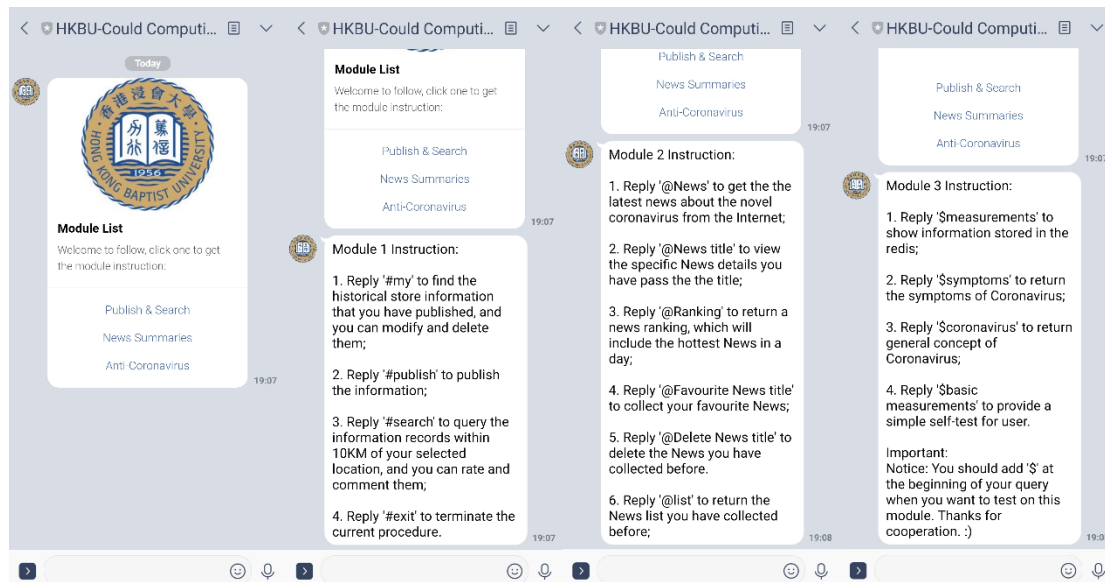 HKBU-Could Computi...
Today
香港浸會大學
HONG KONG BAPTIST UNIVERSITY
1956
Module List
Welcome to follow, click one to get
the module instruction:
Publish & Search
News Summaries
Anti-Coronavirus
19:07
HKBU-Could Computi...
Module List
Welcome to follow, click one to get
the module instruction:
Publish & Search
News Summaries
Anti-Coronavirus
19:07
Module 1 Instruction:
1. Reply '#my' to find the
historical store information
that you have published, and
you can modify and delete
them;
2. Reply '#publish' to publish
the information;
3. Reply '#search' to query the
information records within
10KM of your selected
location, and you can rate and
comment them;
4. Reply '#exit' to terminate the
current procedure.
19:07
HKBU-Could Computi...
Publish & Search
News Summaries
Anti-Coronavirus
19:07
Module 2 Instruction:
1. Reply '@News' to get the the
latest news about the novel
coronavirus from the Internet;
2. Reply '@News title' to view
the specific News details you
have pass the the title;
3. Reply '@Ranking' to return a
news ranking, which will
include the hottest News in a
day;
4. Reply '@Favourite News title'
to collect your favourite News;
5. Reply '@Delete News title' to
delete the News you have
collected before.
6. Reply '@list' to return the
News list you have collected
before;
19:08
HKBU-Could Computi...
Publish & Search
News Summaries
Anti-Coronavirus
19:07
Module 3 Instruction:
1. Reply '$measurements' to
show information stored in the
redis;
2. Reply '$symptoms' to return
the symptoms of Coronavirus;
3. Reply '$coronavirus' to return
general concept of
Coronavirus;
4. Reply '$basic
measurements' to provide a
simple self-test for user.
Important:
Notice: You should add '$' at
the beginning of your query
when you want to test on this
module. Thanks for
cooperation. :)